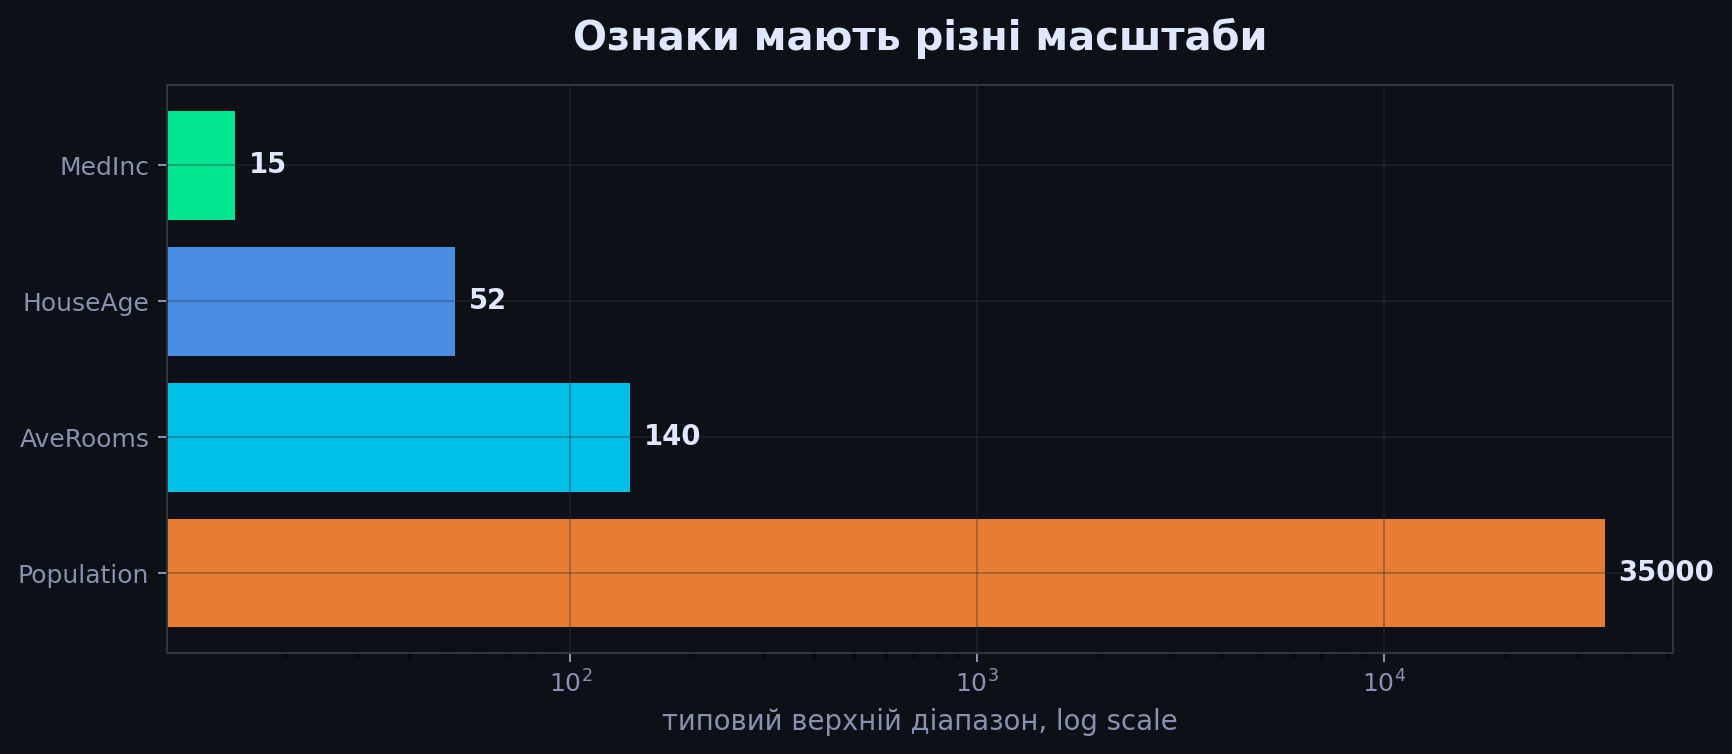 Ознаки мають різні масштаби
MedInc 15
HouseAge 52
AveRooms 140
Population 35000
10² 10³ 10⁴
типовий верхній діапазон, log scale